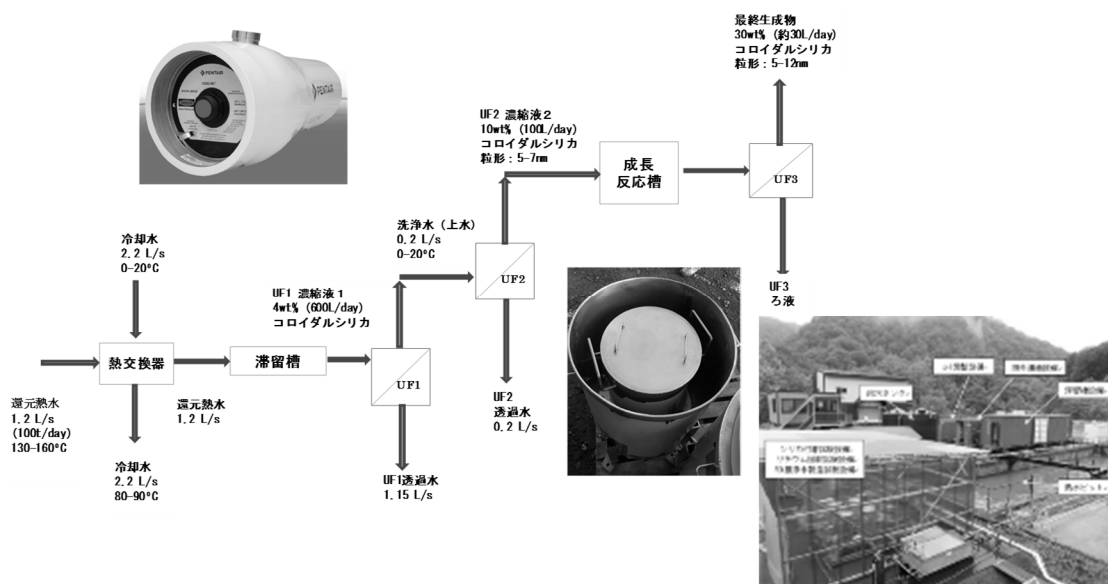 PENTAIR
PENTAIR
最終生成物
30wt% (約30L/day)
コロイダルシリカ
粒形：5-12nm
UF2 濃縮液２
10wt% (100L/day)
コロイダルシリカ
粒形：5-7nm
成長
反応槽
UF3
洗浄水（上水）
0.2 L/s
0-20°C
UF2
冷却水
2.2 L/s
0-20°C
UF1 濃縮液１
4wt% (600L/day)
コロイダルシリカ
UF3
ろ液
熱交換器
滞留槽
UF1
還元熱水
1.2 L/s
(100t/day)
130-160°C
還元熱水
1.2 L/s
UF2
透過水
0.2 L/s
冷却水
2.2 L/s
80-90°C
UF1透過水
1.15 L/s